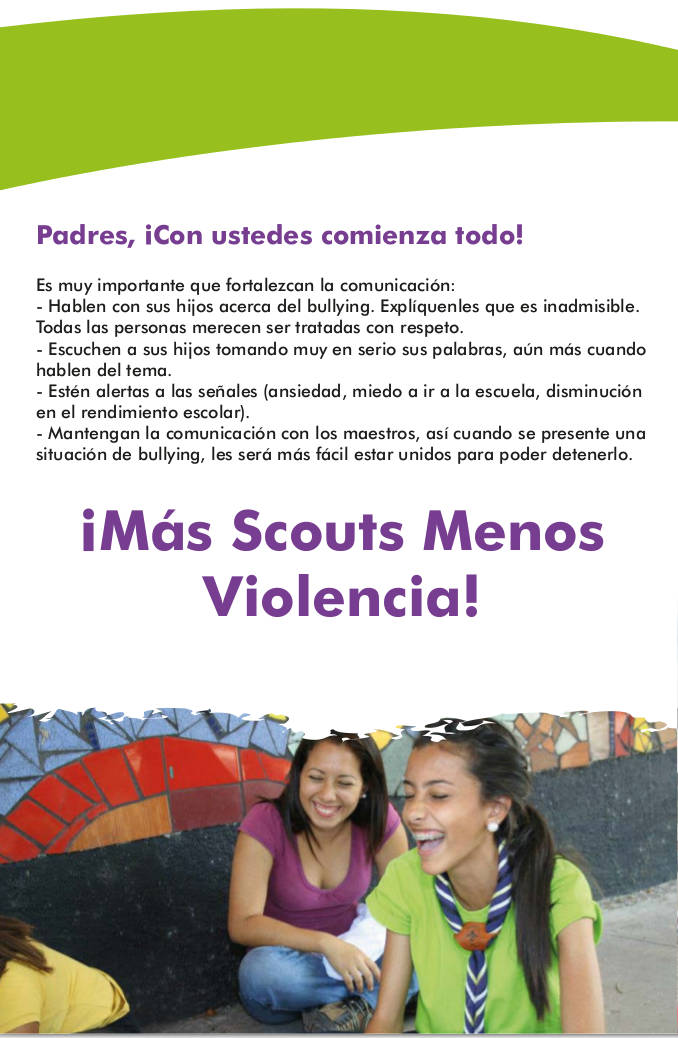 Padres, ¡Con ustedes comienza todo!
Es muy importante que fortalezcan la comunicación:
- Hablen con sus hijos acerca del bullying. Explíquenles que es inadmisible.
Todas las personas merecen ser tratadas con respeto.
- Escuchen a sus hijos tomando muy en serio sus palabras, aún más cuando
hablen del tema.
- Estén alertas a las señales (ansiedad, miedo a ir a la escuela, disminución
en el rendimiento escolar).
- Mantengan la comunicación con los maestros, así cuando se presente una
situación de bullying, les será más fácil estar unidos para poder detenerlo.
¡Más Scouts Menos
Violencia!